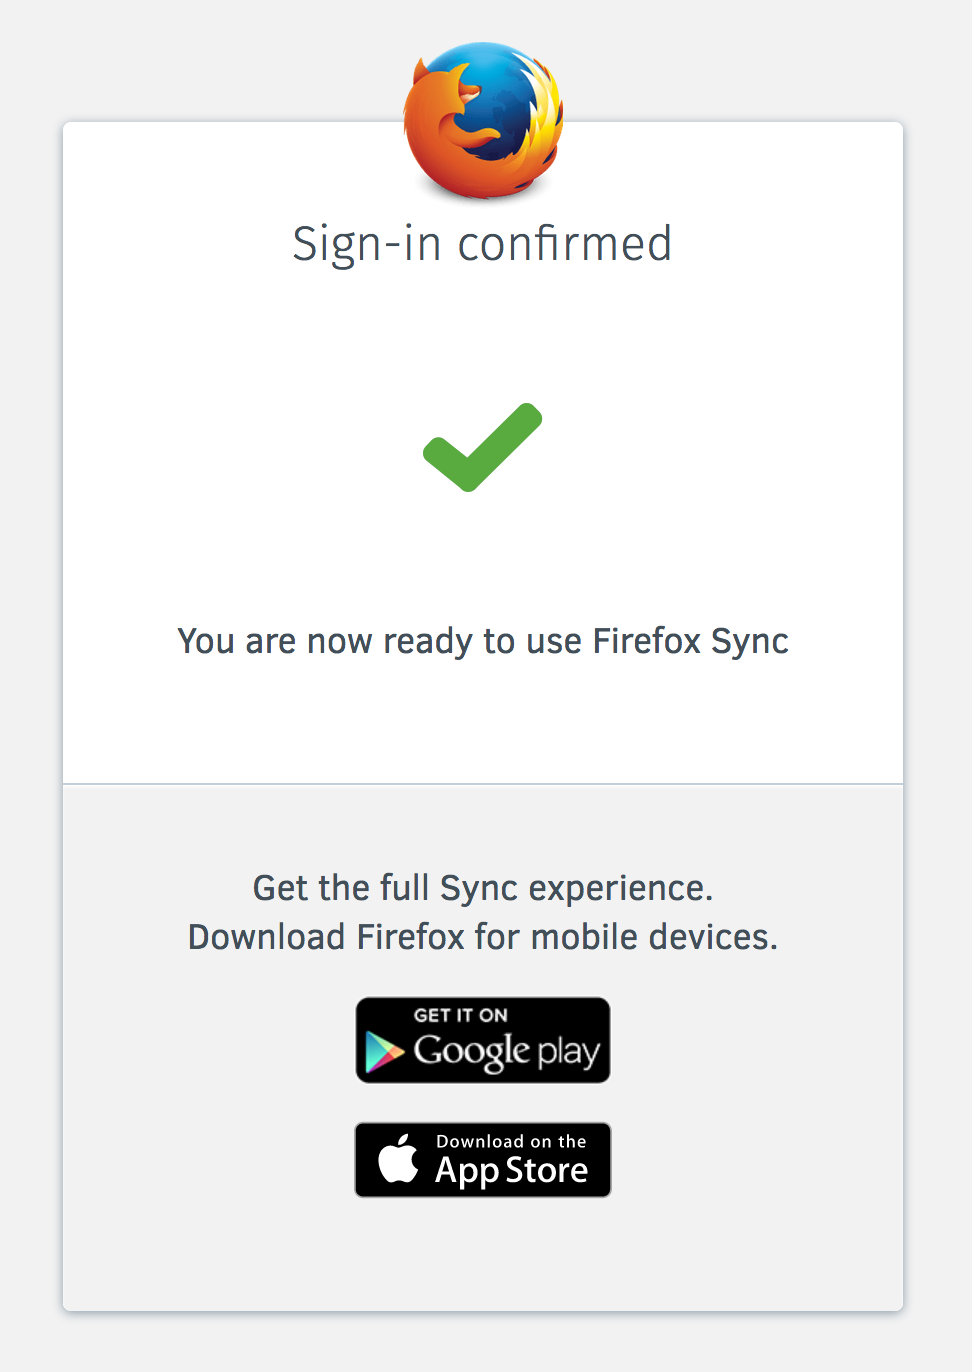 Sign-in confirmed
You are now ready to use Firefox Sync
Get the full Sync experience.
Download Firefox for mobile devices.
GET IT ON
Google play
Download on the
App Store